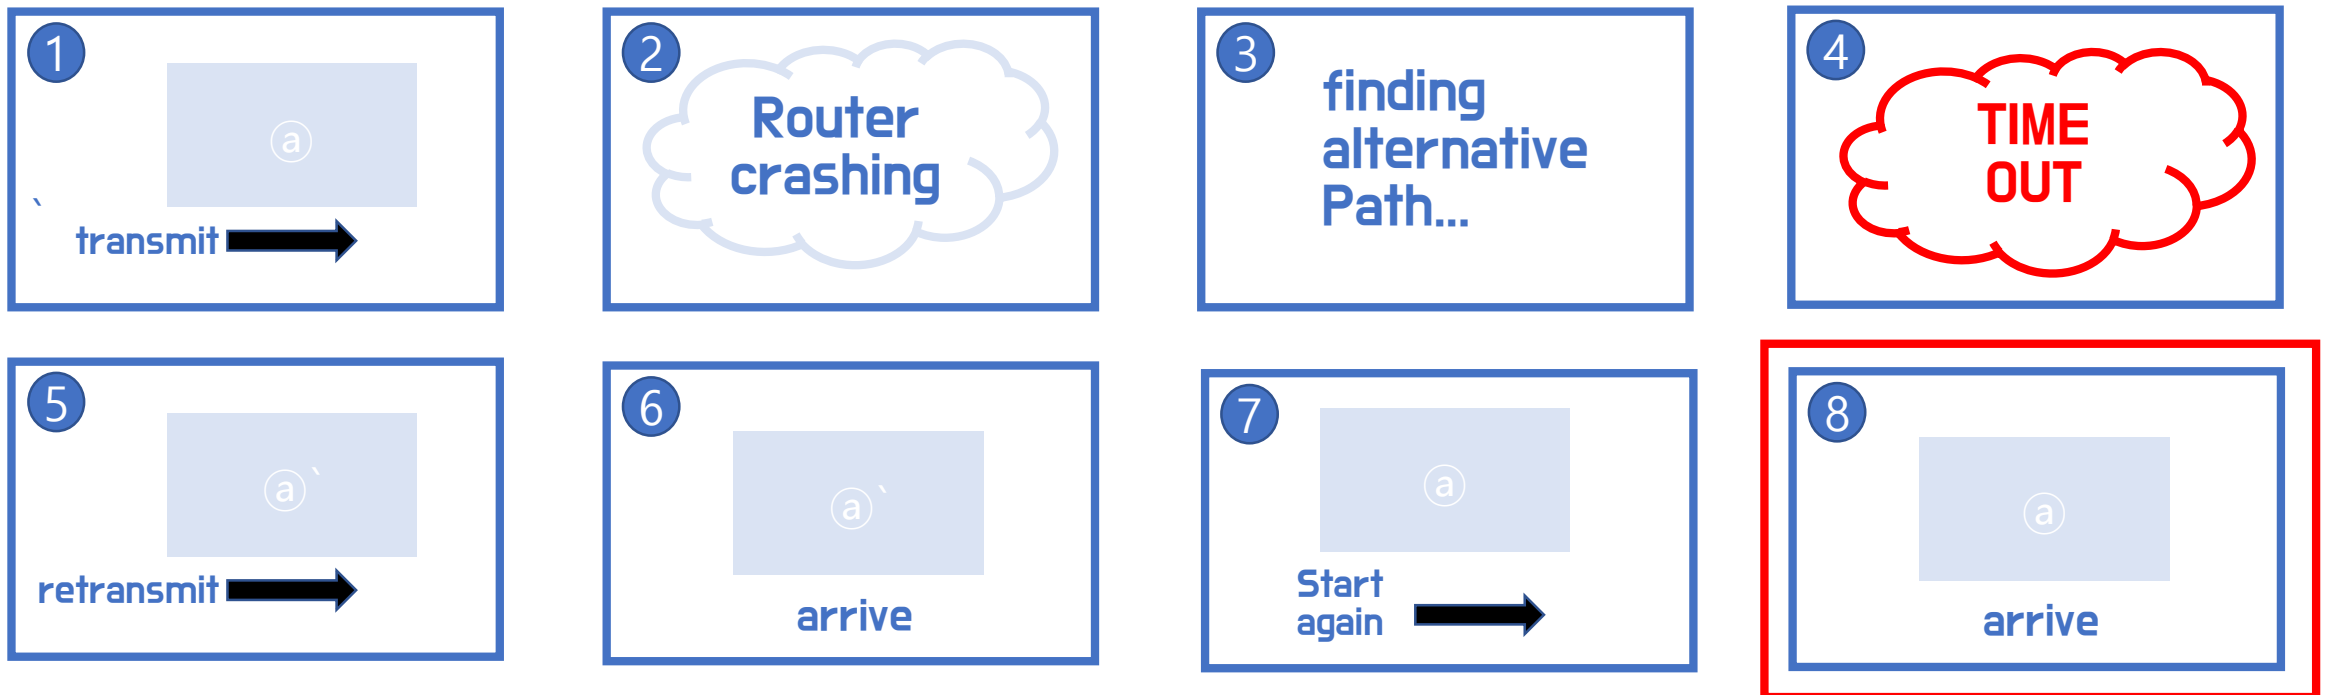 1
ⓐ
`
transmit
2
Router
crashing
3
finding
alternative
Path...
4
TIME
OUT
5
ⓐ`
retransmit
6
ⓐ`
arrive
7
ⓐ
Start
again
8
ⓐ
arrive